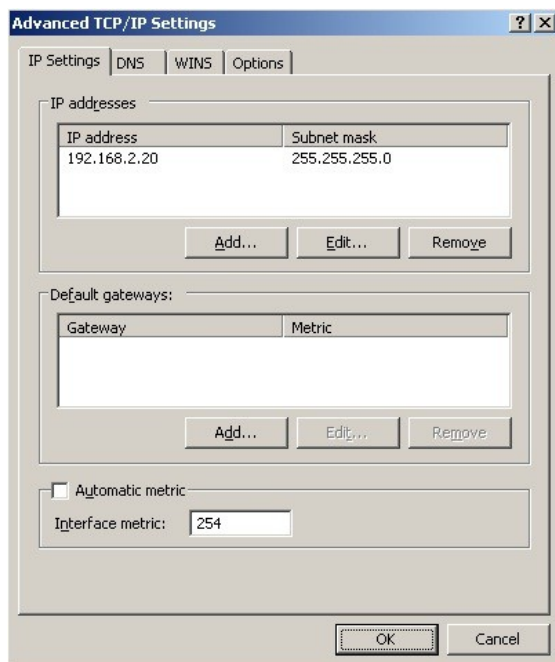 Advanced TCP/IP Settings
IP Settings DNS WINS Options
IP addresses
IP address Subnet mask
192.168.2.20 255.255.255.0
Add... Edit... Remove
Default gateways:
Gateway Metric
Add... Edit... Remove
Automatic metric
Interface metric: 254
OK Cancel